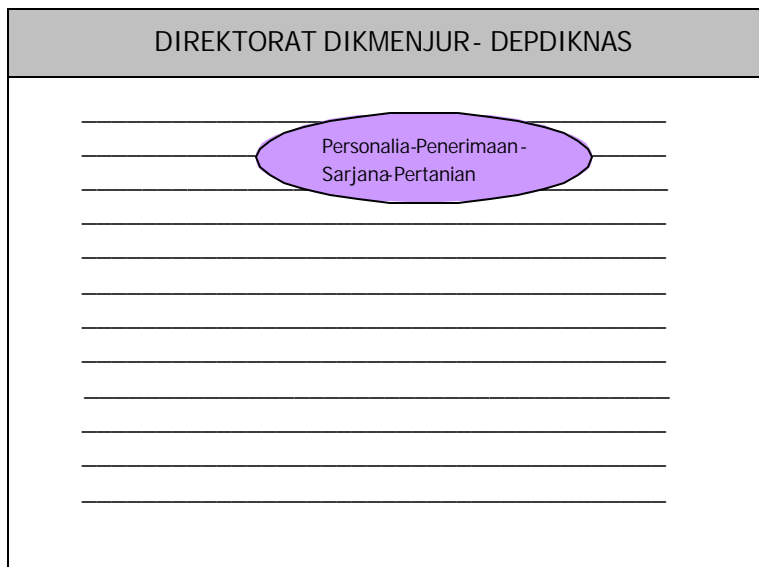 DIREKTORAT DIKMENJUR- DEPDIKNAS
Personalia-Penerimaan-
Sarjana-Pertanian